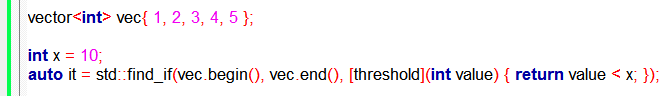 vector<int> vec{ 1, 2, 3, 4, 5 };
int x = 10;
auto it = std::find_if(vec.begin(), vec.end(), [threshold](int value) { return value < x; });